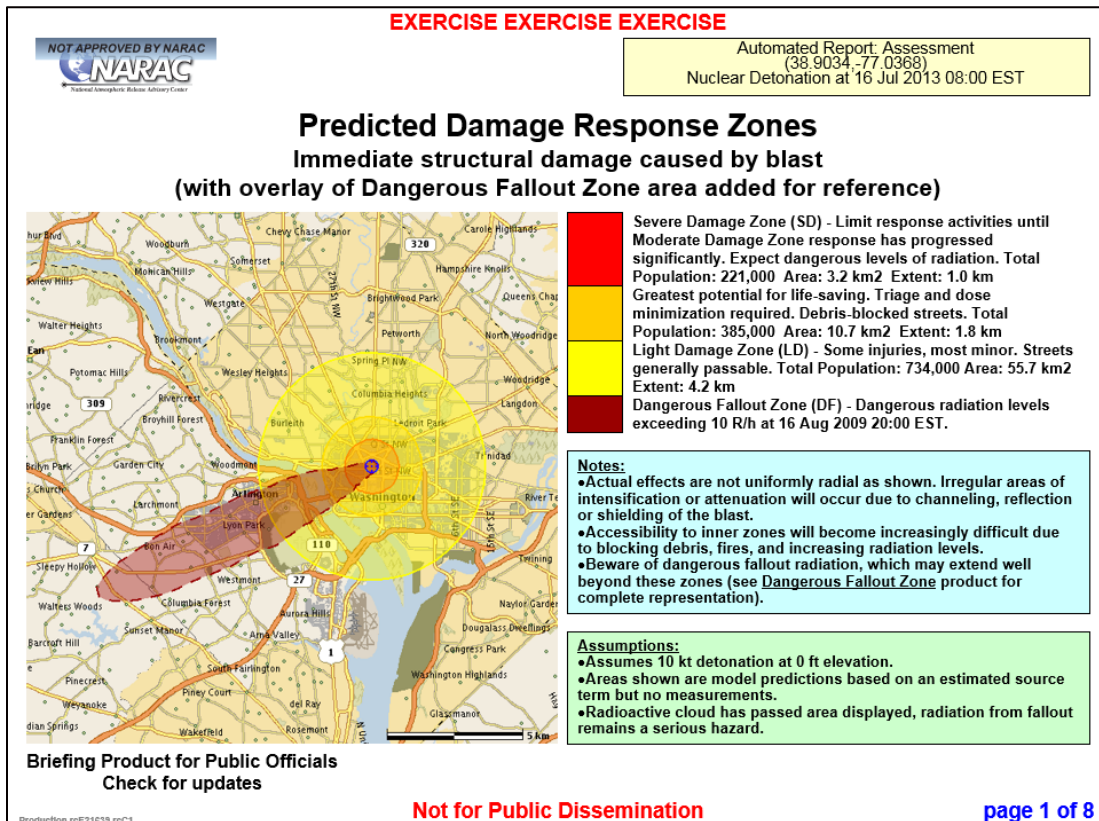 EXERCISE EXERCISE EXERCISE
NOT APPROVED BY NARAC
NARAC
National Atmospheric Release Advisory Center
Automated Report: Assessment
(38.9034,-77.0368)
Nuclear Detonation at 16 Jul 2013 08:00 EST
Predicted Damage Response Zones
Immediate structural damage caused by blast
(with overlay of Dangerous Fallout Zone area added for reference)
Chevy Chase Manor
Carole Highlands
Woodburn
320
Somerset
Mohican Hills
Hampshire Knolls
27th St NW
Westgate
Brightwood Park
Walter Heights
Petworth
North Woodridge
Brookmont
Spring Pl NW
Potomac Hills
Wesley Heights
Woodridge
309
Rivercrest
Columbia Heights
Langdon
Broyhill Forest
Burleith
Ledroit Park
Franklin Forest
Trinidad
Garden City
Woodmont
Arlington
Washington
Larchmont
Lyon Park
7
Bon Air
110
Sleepy Hollow
Westmont
27
Twining
Walters Woods
Columbia Forest
Aurora Hills
Naylor Garden
Sunset Manor
Arna Valley
Douglass Dwellings
Barcroft Hill
1
Congress Park
South Fairlington
Washington Highlands
Pinecrest
Piney Court
Weyanoke
del Ray
Glassmanor
dian Springs
Wakefield
Rosemont
5 km
Severe Damage Zone (SD) - Limit response activities until
Moderate Damage Zone response has progressed
significantly. Expect dangerous levels of radiation. Total
Population: 221,000 Area: 3.2 km2 Extent: 1.0 km
Greatest potential for life-saving. Triage and dose
minimization required. Debris-blocked streets. Total
Population: 385,000 Area: 10.7 km2 Extent: 1.8 km
Light Damage Zone (LD) - Some injuries, most minor. Streets
generally passable. Total Population: 734,000 Area: 55.7 km2
Extent: 4.2 km
Dangerous Fallout Zone (DF) - Dangerous radiation levels
exceeding 10 R/h at 16 Aug 2009 20:00 EST.
Notes:
•Actual effects are not uniformly radial as shown. Irregular areas of
intensification or attenuation will occur due to channeling, reflection
or shielding of the blast.
•Accessibility to inner zones will become increasingly difficult due
to blocking debris, fires, and increasing radiation levels.
•Beware of dangerous fallout radiation, which may extend well
beyond these zones (see Dangerous Fallout Zone product for
complete representation).
Assumptions:
•Assumes 10 kt detonation at 0 ft elevation.
•Areas shown are model predictions based on an estimated source
term but no measurements.
•Radioactive cloud has passed area displayed, radiation from fallout
remains a serious hazard.
Briefing Product for Public Officials
Check for updates
Not for Public Dissemination
page 1 of 8